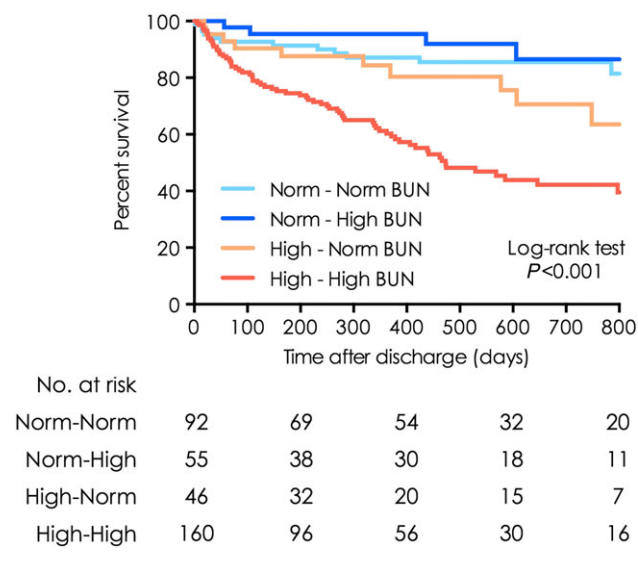 100
80
60
40
20
0
Percent survival
Norm - Norm BUN
Norm - High BUN
High - Norm BUN
High - High BUN
Log-rank test
P<0.001
0 100 200 300 400 500 600 700 800
Time after discharge (days)
No. at risk
Norm-Norm 92 69 54 32 20
Norm-High 55 38 30 18 11
High-Norm 46 32 20 15 7
High-High 160 96 56 30 16